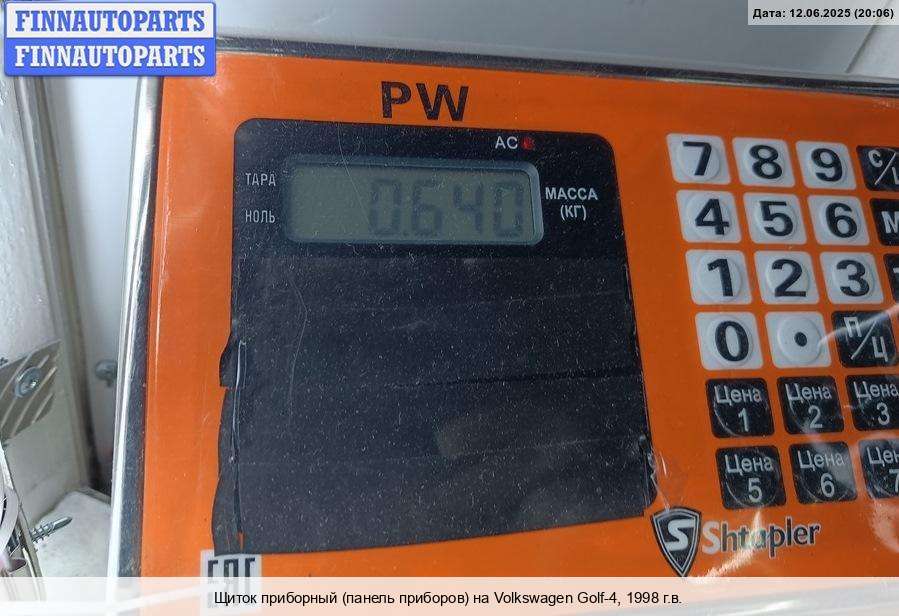 FINNAUTOPARTS
FINNAUTOPARTS
Дата: 12.06.2025 (20:06)
PW
AC
ТАРА
НОЛЬ
0.640
МАССА
(КГ)
7 8 9
4 5 6 M
1 2 3
0 . П/Ц
Цена 1 Цена 2 Цена 3
Цена 5 Цена 6
Shtapler
EAC
Щиток приборный (панель приборов) на Volkswagen Golf-4, 1998 г.в.